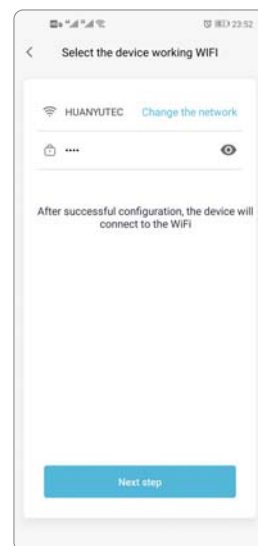 23:52
Select the device working WIFI
HUANYUTEC Change the network
••••
After successful configuration, the device will
connect to the WiFi
Next step